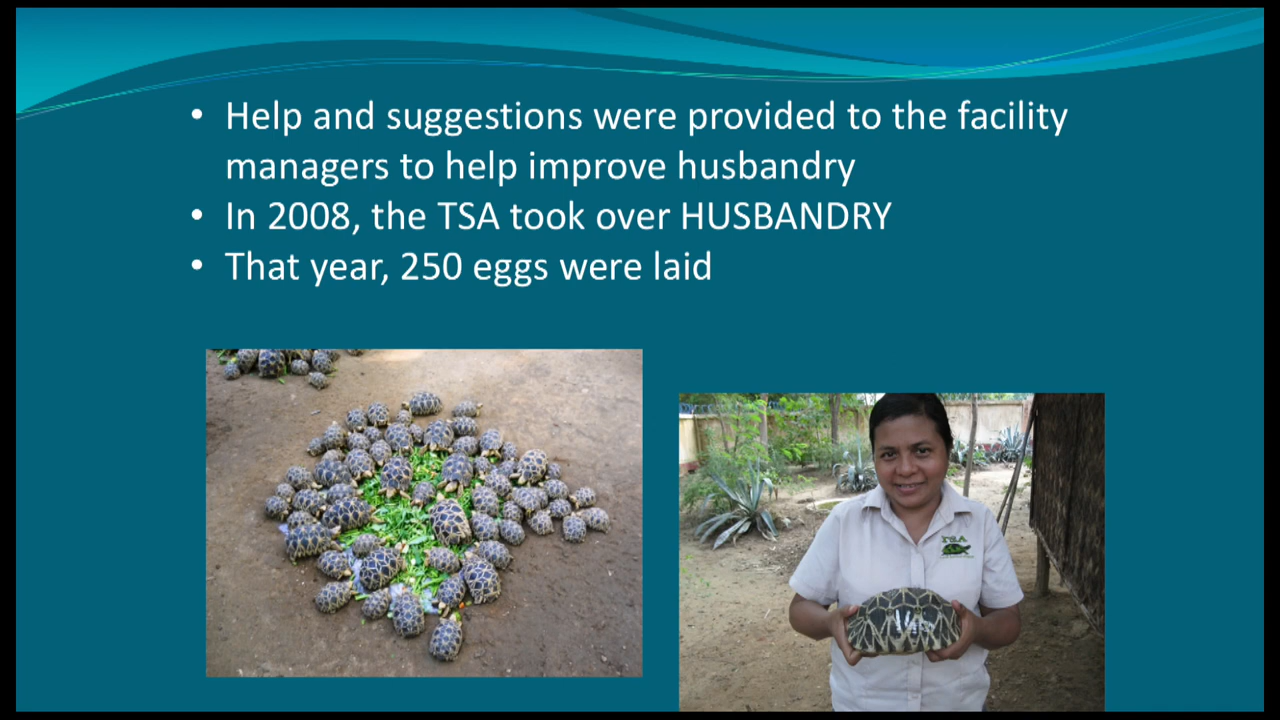 • Help and suggestions were provided to the facility
managers to help improve husbandry
• In 2008, the TSA took over HUSBANDRY
• That year, 250 eggs were laid
TSA